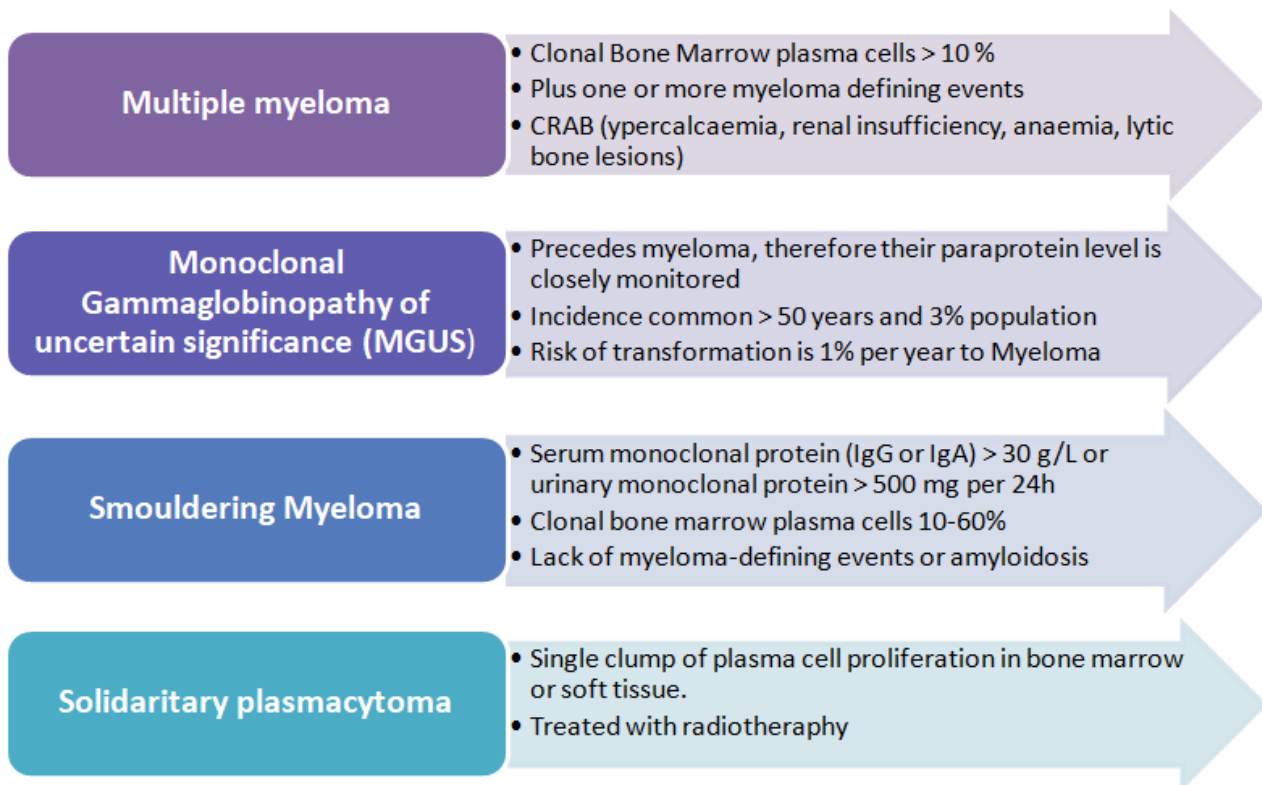 Multiple myeloma
• Clonal Bone Marrow plasma cells > 10 %
• Plus one or more myeloma defining events
• CRAB (ypercalcaemia, renal insufficiency, anaemia, lytic
bone lesions)
Monoclonal
Gammaglobinopathy of
uncertain significance (MGUS)
• Precedes myeloma, therefore their paraprotein level is
closely monitored
• Incidence common > 50 years and 3% population
• Risk of transformation is 1% per year to Myeloma
Smouldering Myeloma
• Serum monoclonal protein (IgG or IgA) > 30 g/L or
urinary monoclonal protein > 500 mg per 24h
• Clonal bone marrow plasma cells 10-60%
• Lack of myeloma-defining events or amyloidosis
Solidaritary plasmacytoma
• Single clump of plasma cell proliferation in bone marrow
or soft tissue.
• Treated with radiotheraphy